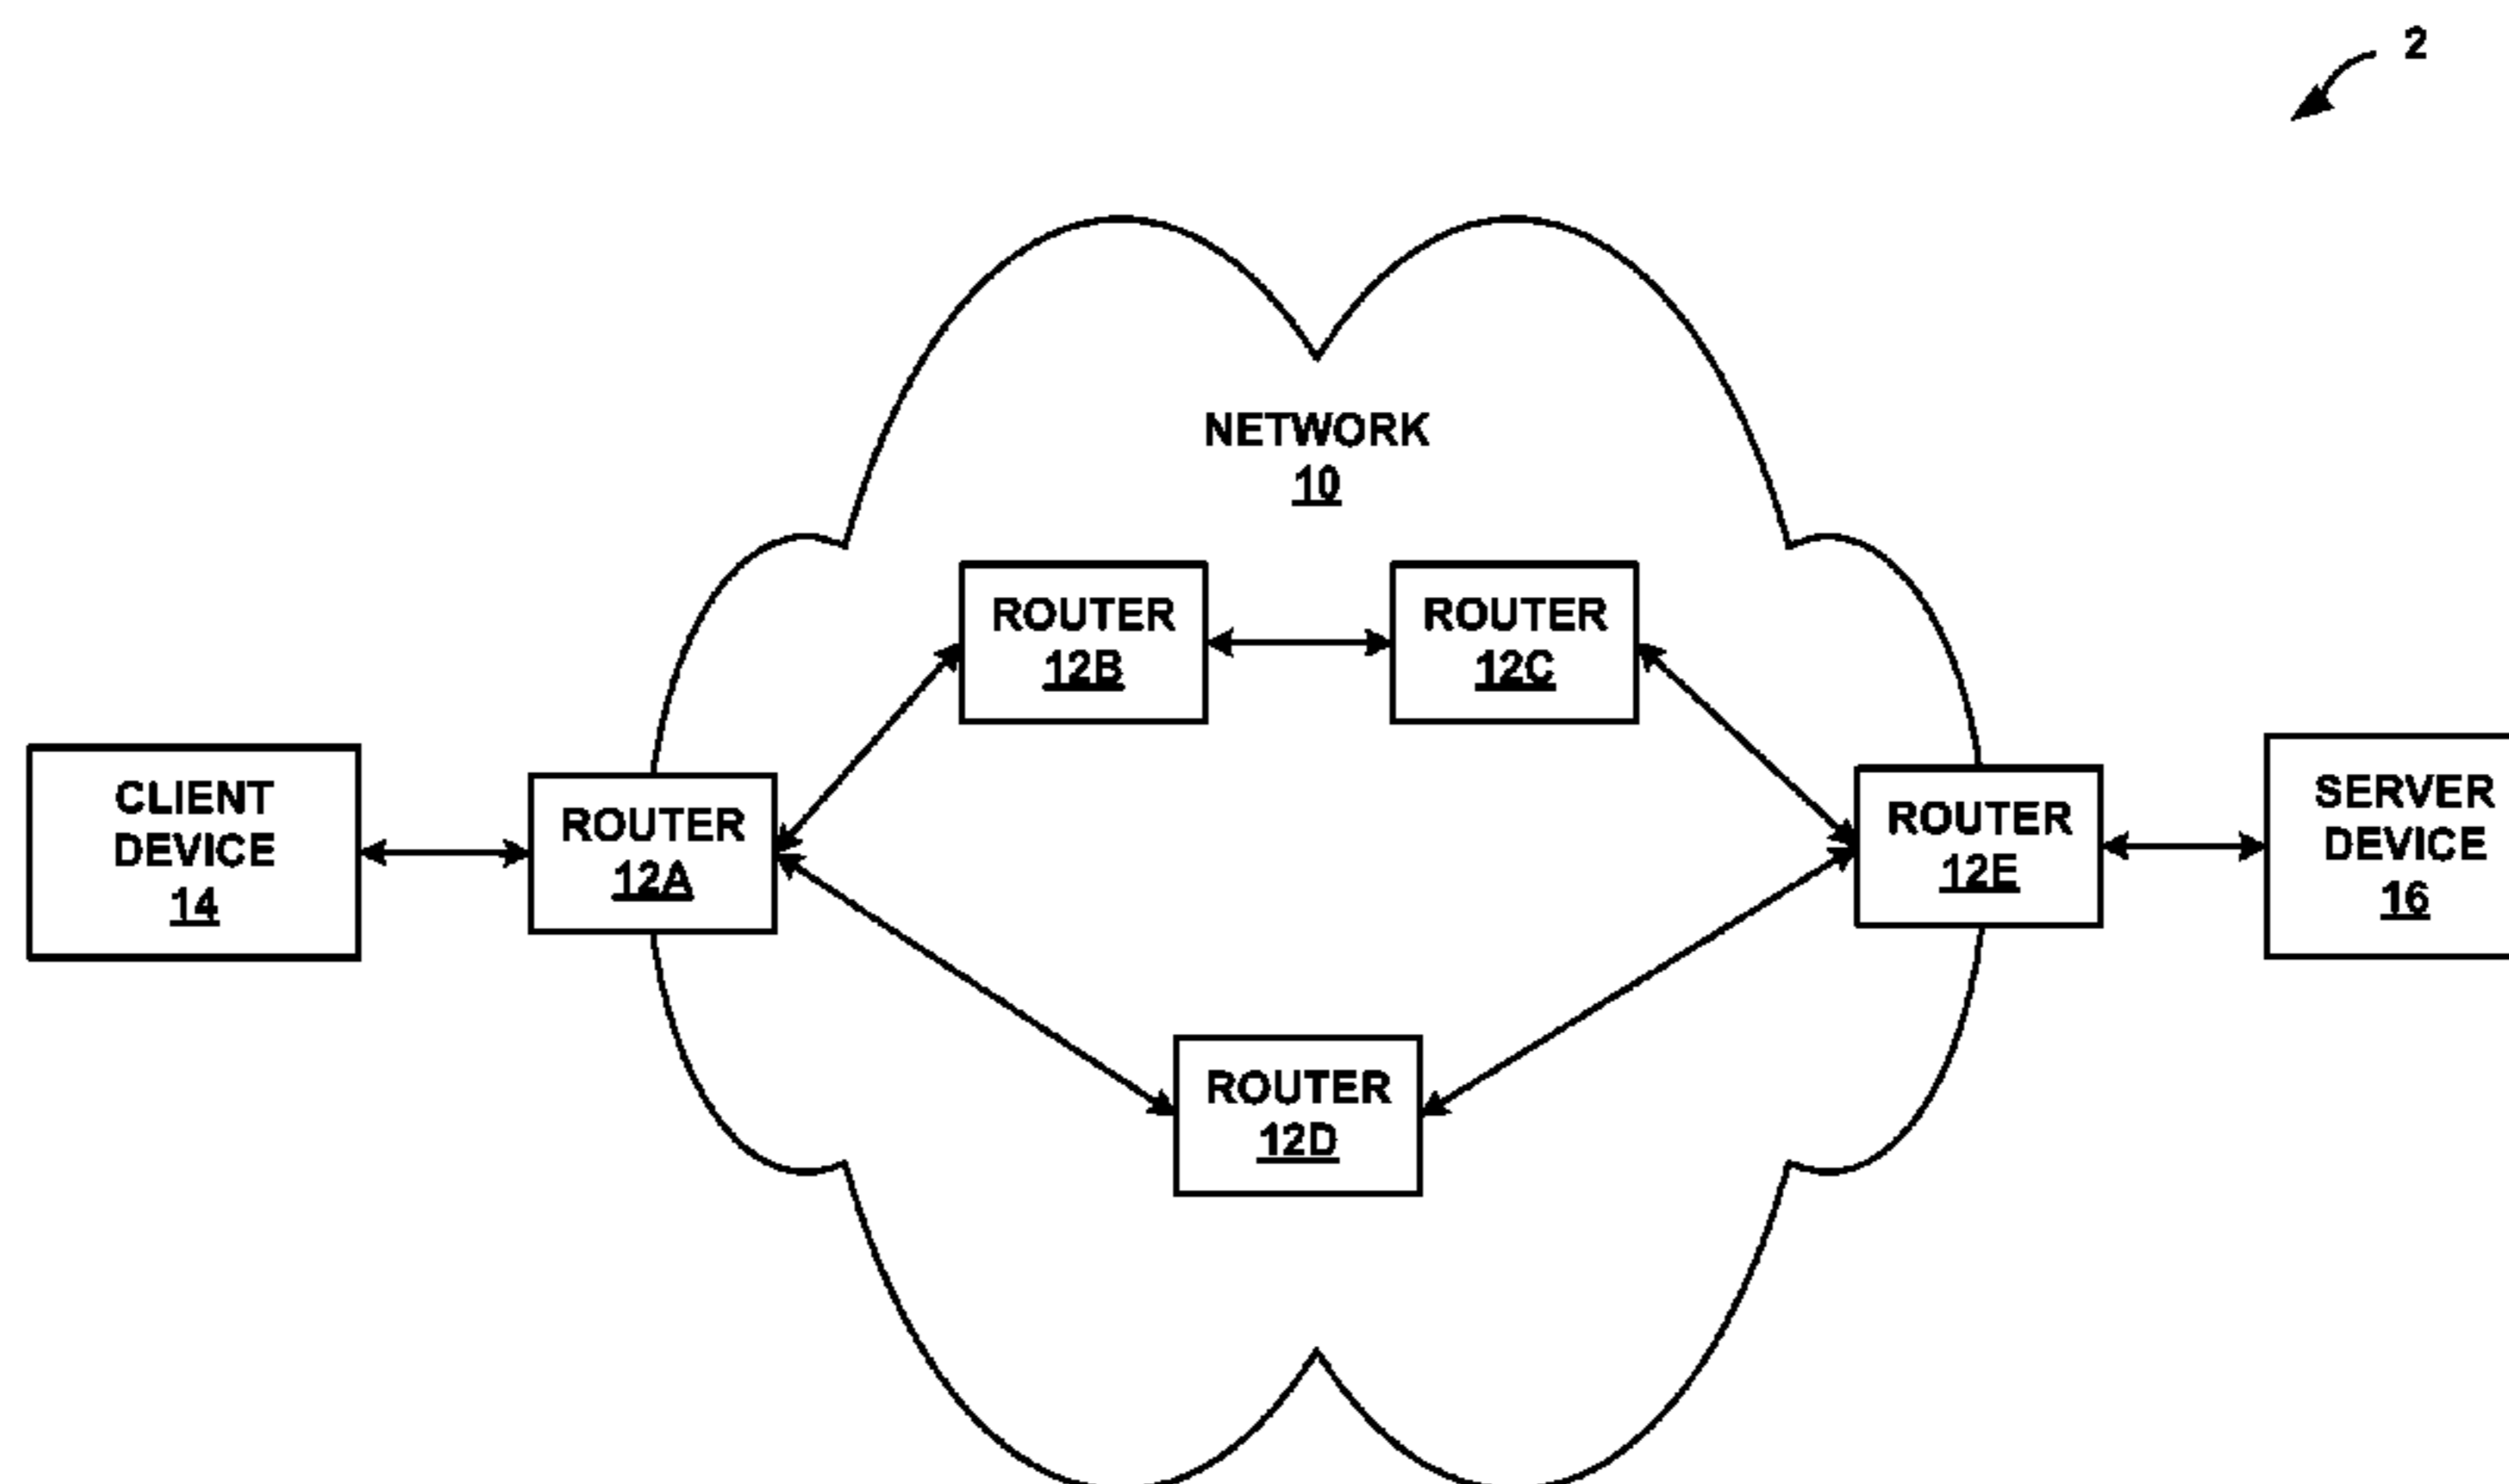 2
NETWORK
10
ROUTER
12B
ROUTER
12C
CLIENT
DEVICE
14
ROUTER
12A
ROUTER
12E
SERVER
DEVICE
16
ROUTER
12D